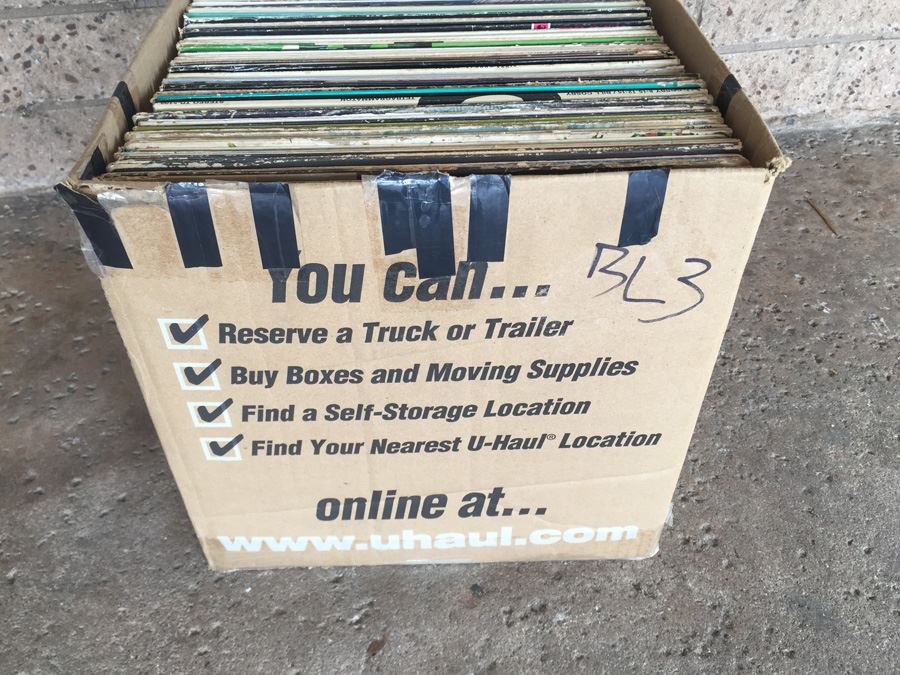 You can...
BL3
Reserve a Truck or Trailer
Buy Boxes and Moving Supplies
Find a Self-Storage Location
Find Your Nearest U-Haul® Location
online at...
www.uhaul.com